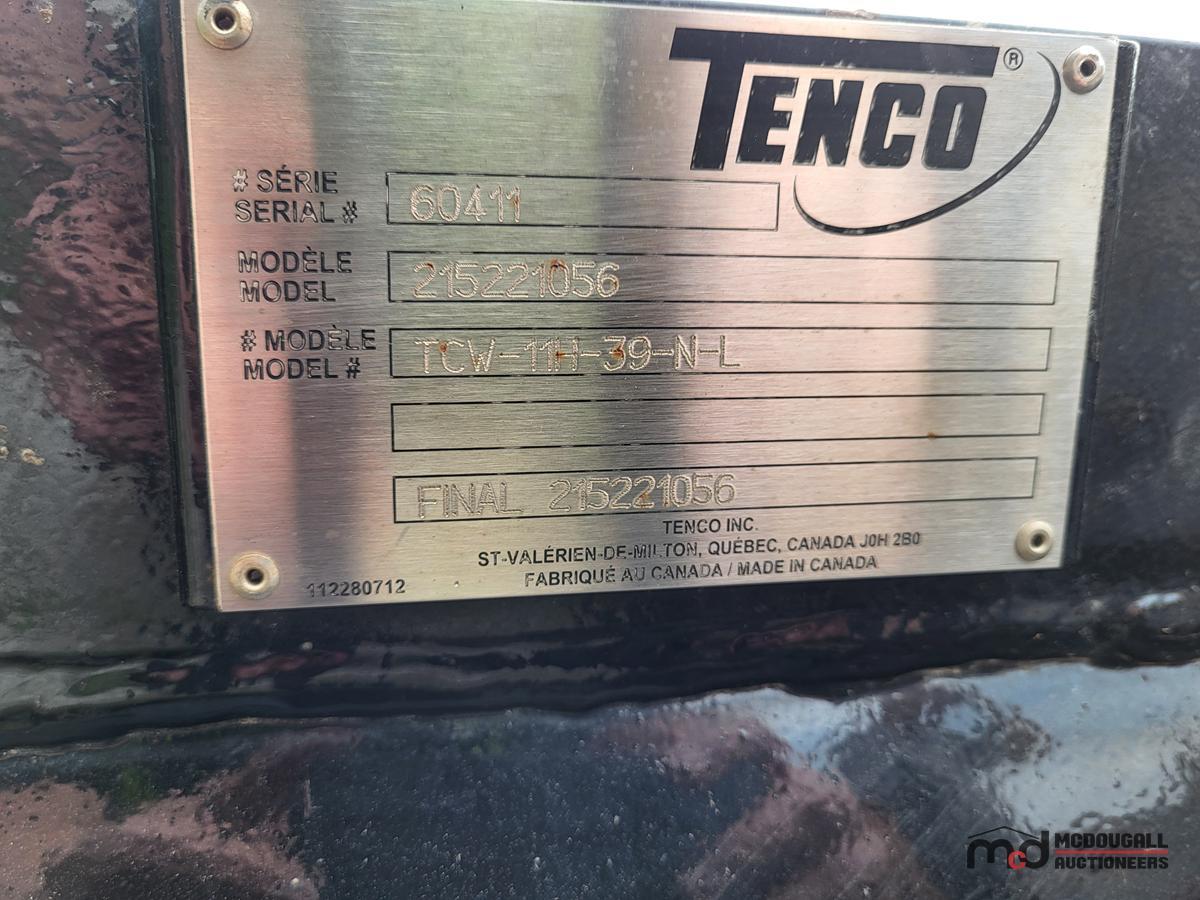 TENCO ®
# SÉRIE
SERIAL # 60411
MODÈLE
MODEL 215221056
# MODÈLE
MODEL # TCW-11H-39-N-L
FINAL 215221056
TENCO INC.
ST-VALÉRIEN-DE-MILTON, QUÉBEC, CANADA J0H 2B0
FABRIQUÉ AU CANADA / MADE IN CANADA
112280712
mcd MCDOUGALL
AUCTIONEERS